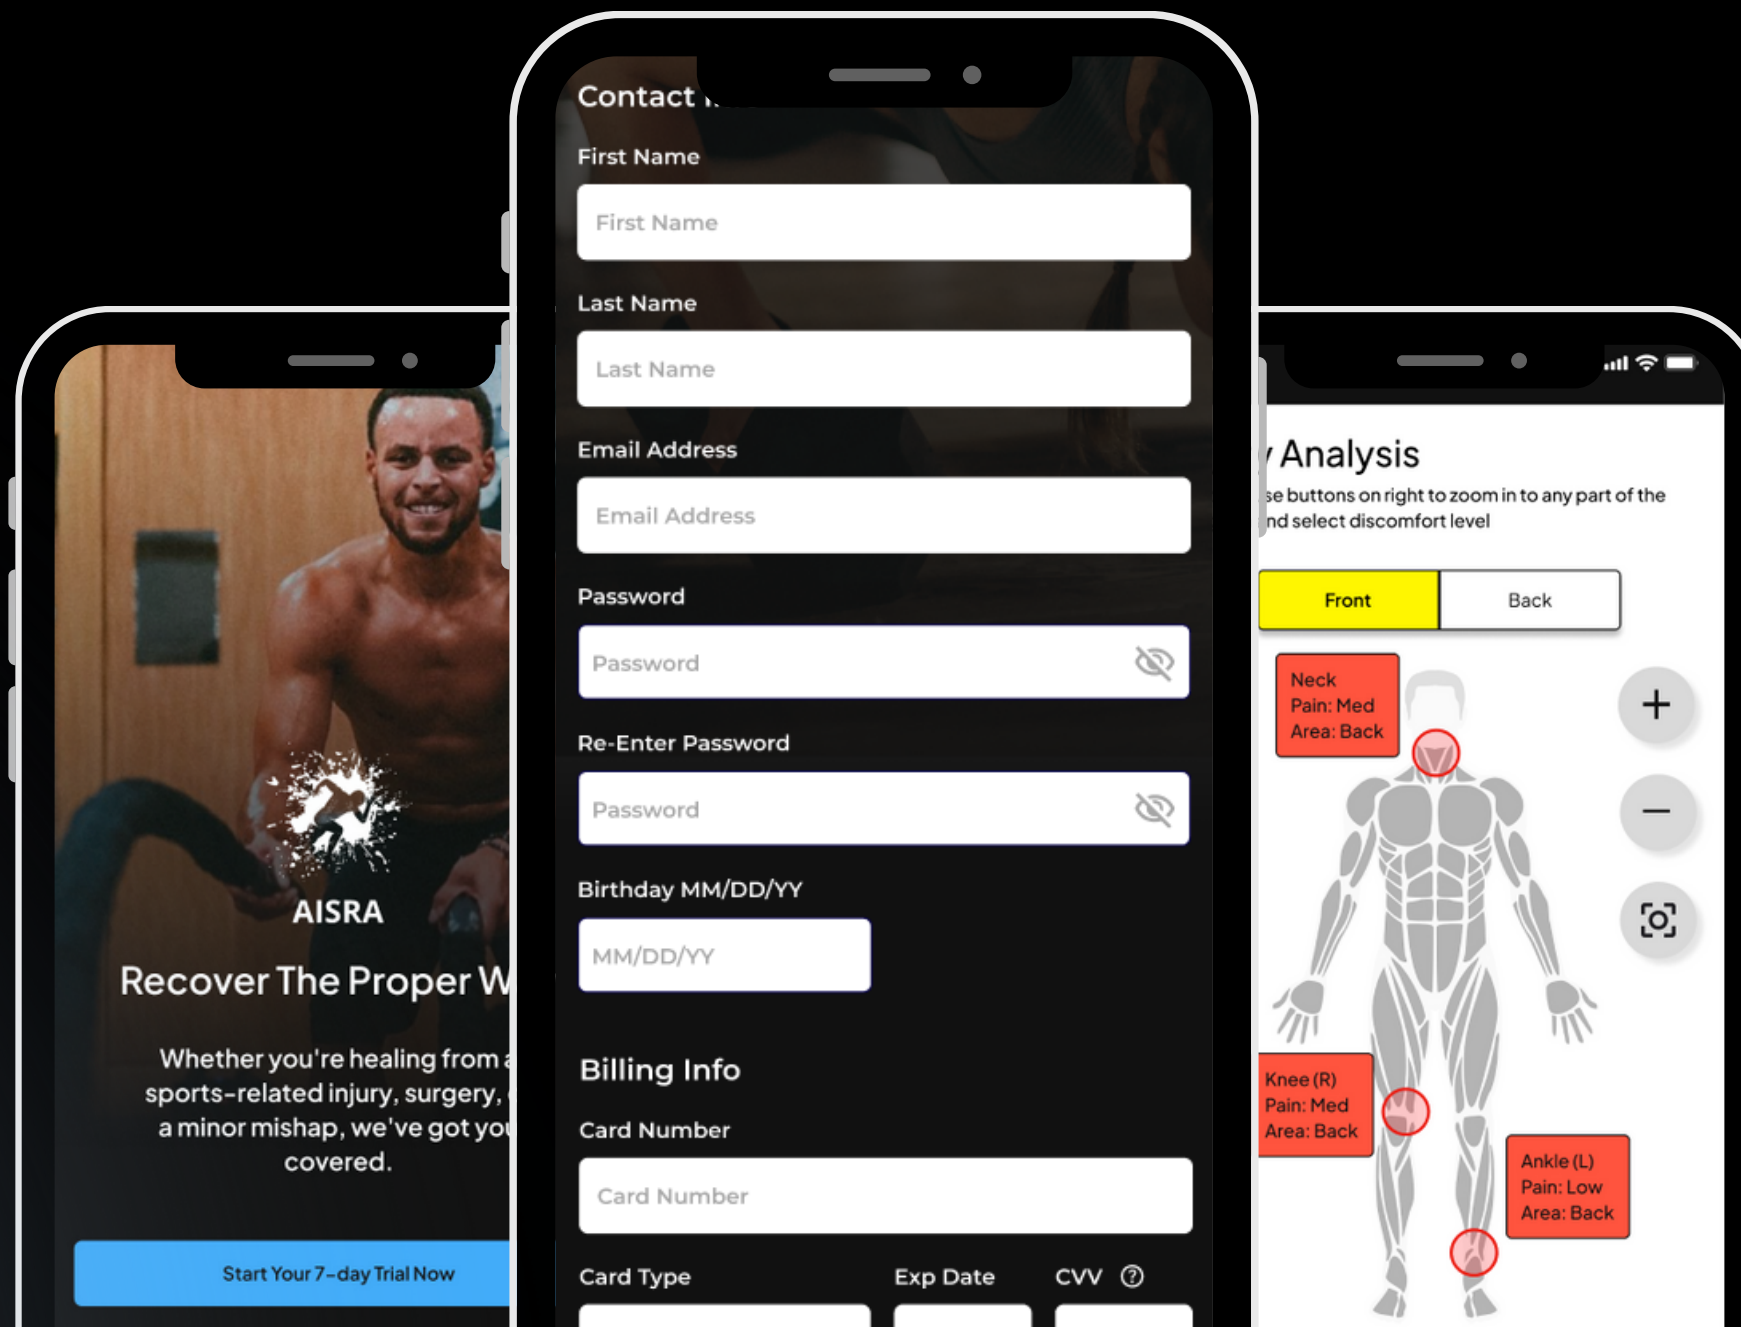 AISRA
Recover The Proper
Whether you're healing from
sports-related injury, surgery,
a minor mishap, we've got
covered.
Start Your 7-day Trial Now
Contact
First Name
First Name
Last Name
Last Name
Email Address
Email Address
Password
Password
Re-Enter Password
Password
Birthday MM/DD/YY
MM/DD/YY
Billing Info
Card Number
Card Number
Card Type Exp Date CVV ?
Analysis
buttons on right to zoom in to any part of the
select discomfort level
Front Back
Neck
Pain: Med
Area: Back
Knee (R)
Pain: Med
Area: Back
Ankle (L)
Pain: Low
Area: Back